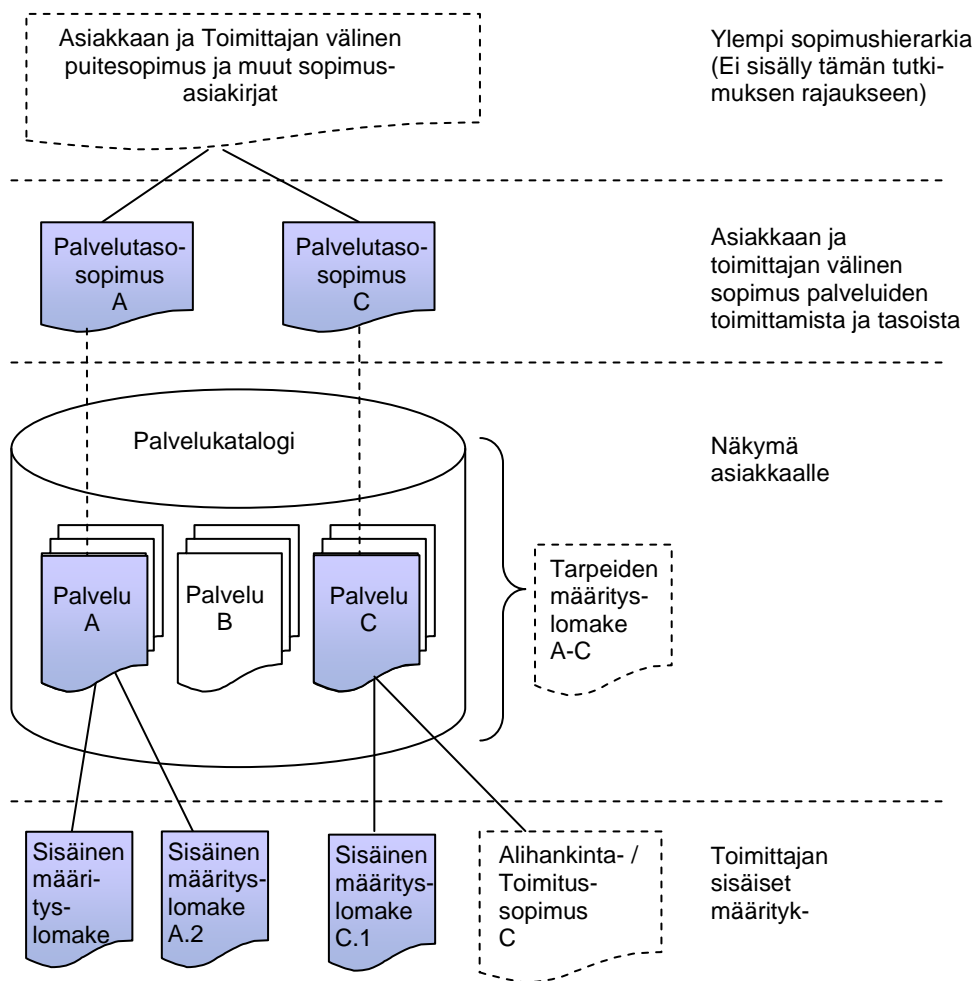 Asiakkaan ja Toimittajan välinen
puitesopimus ja muut sopimus-
asiakirjat
Ylempi sopimushierarkia
(Ei sisälly tämän tutki-
muksen rajaukseen)
Palvelutaso-
sopimus
A
Palvelutaso-
sopimus
C
Asiakkaan ja
toimittajan välinen
sopimus palveluiden
toimittamista ja tasoista
Palvelukatalogi
Näkymä
asiakkaalle
Palvelu
A
Palvelu
B
Palvelu
C
Tarpeiden
määritys-
lomake
A-C
Sisäinen
määri-
tys-
lomake
Sisäinen
määritys-
lomake
A.2
Sisäinen
määritys-
lomake
C.1
Alihankinta- /
Toimitus-
sopimus
C
Toimittajan
sisäiset
määrityk-